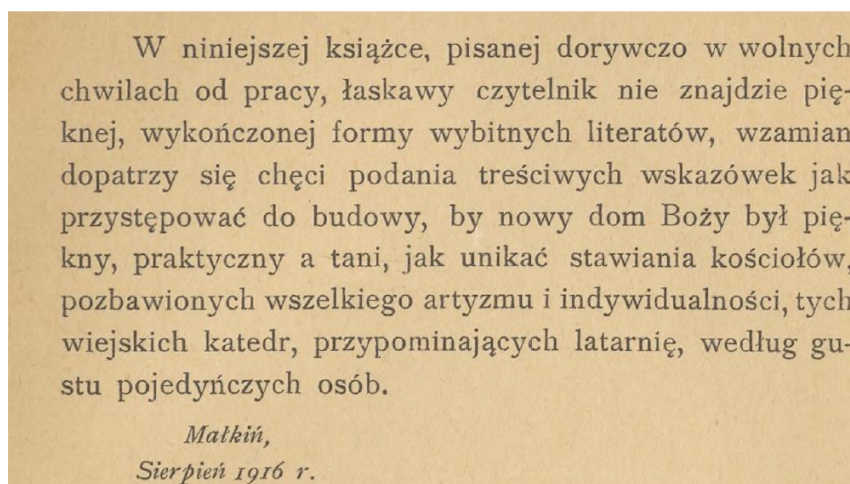 W niniejszej książce, pisanej dorywczo w wolnych
chwilach od pracy, łaskawy czytelnik nie znajdzie pię-
knej, wykończonej formy wybitnych literatów, wzamian
dopatrzy się chęci podania treściwych wskazówek jak
przystępować do budowy, by nowy dom Boży był pię-
kny, praktyczny a tani, jak unikać stawiania kościołów,
pozbawionych wszelkiego artyzmu i indywidualności, tych
wiejskich katedr, przypominających latarnię, według gu-
stu pojedyńczych osób.
Małkiń,
Sierpień 1916 r.